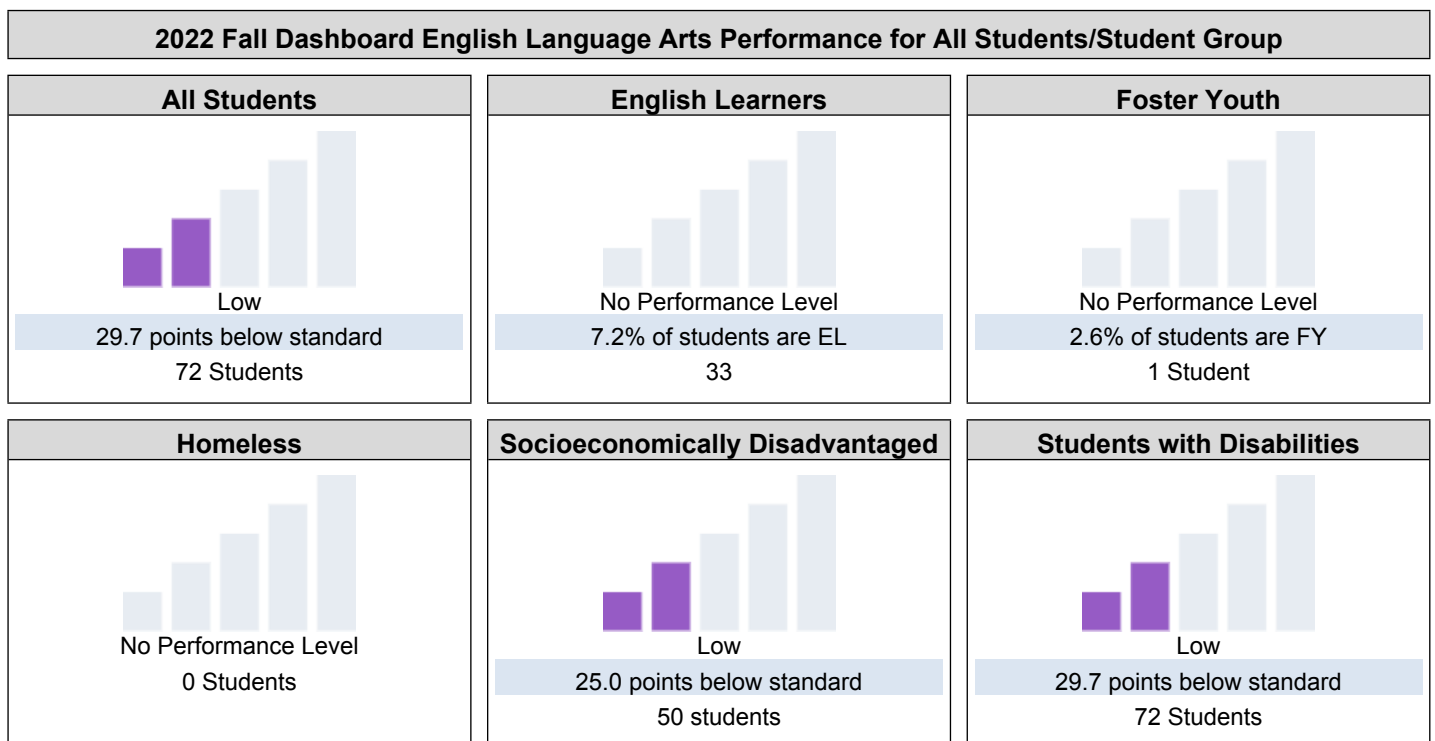 2022 Fall Dashboard English Language Arts Performance for All Students/Student Group
All Students
Low
29.7 points below standard
72 Students
English Learners
No Performance Level
7.2% of students are EL
33
Foster Youth
No Performance Level
2.6% of students are FY
1 Student
Homeless
No Performance Level
0 Students
Socioeconomically Disadvantaged
Low
25.0 points below standard
50 students
Students with Disabilities
Low
29.7 points below standard
72 Students